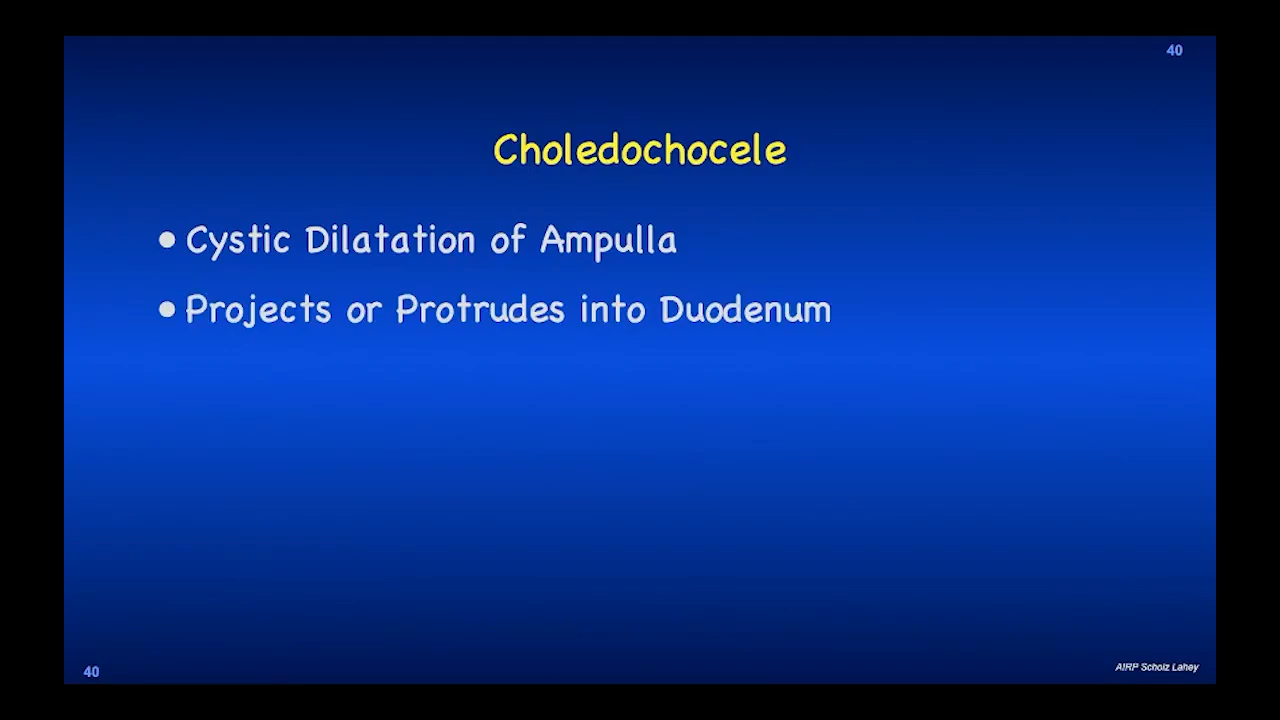 40
Choledochocele
• Cystic Dilatation of Ampulla
• Projects or Protrudes into Duodenum
40
AIRP Scholz Lahey